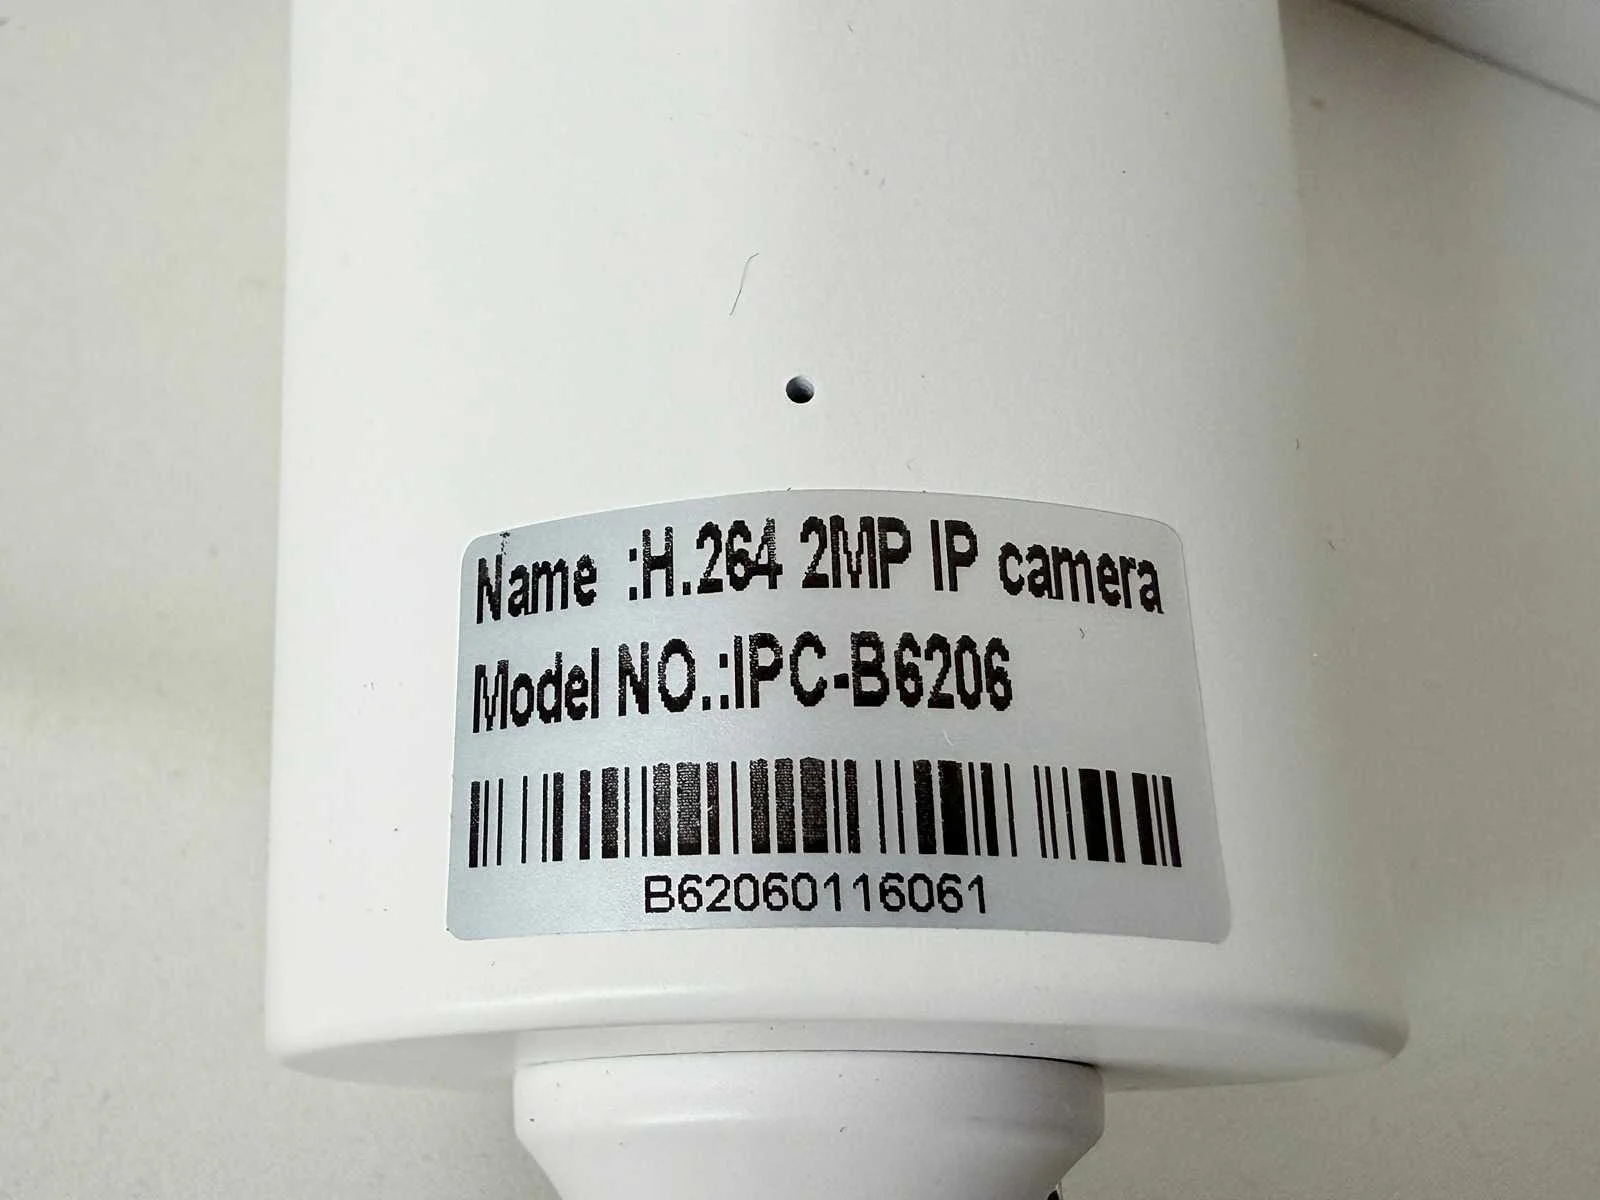 Name :H.264 2MP IP camera
Model NO.:IPC-B6206
B62060116061